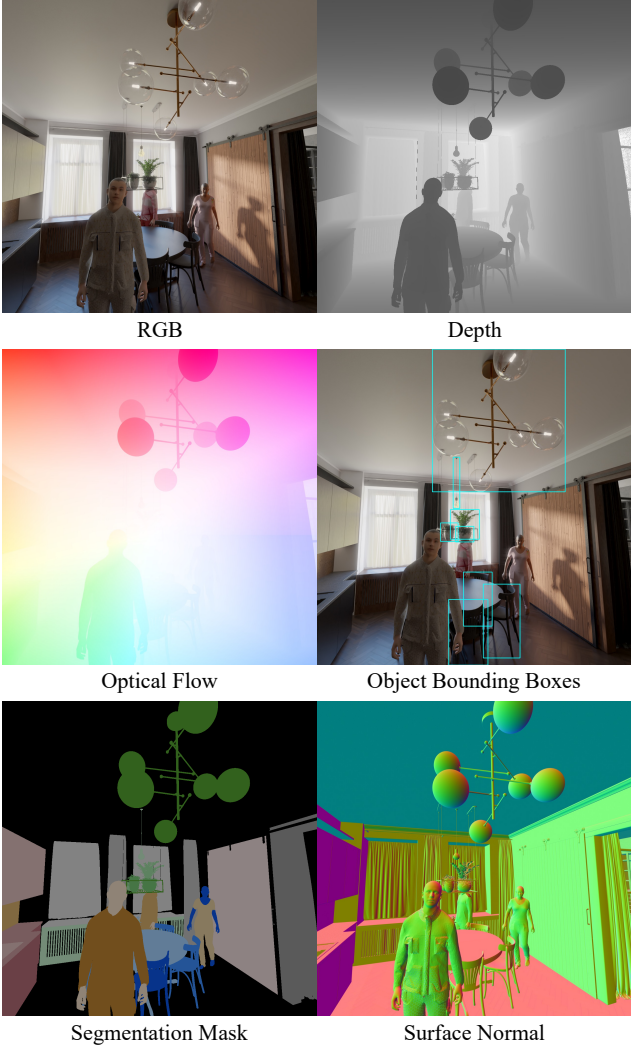 RGB
Depth
Optical Flow
Object Bounding Boxes
Segmentation Mask
Surface Normal